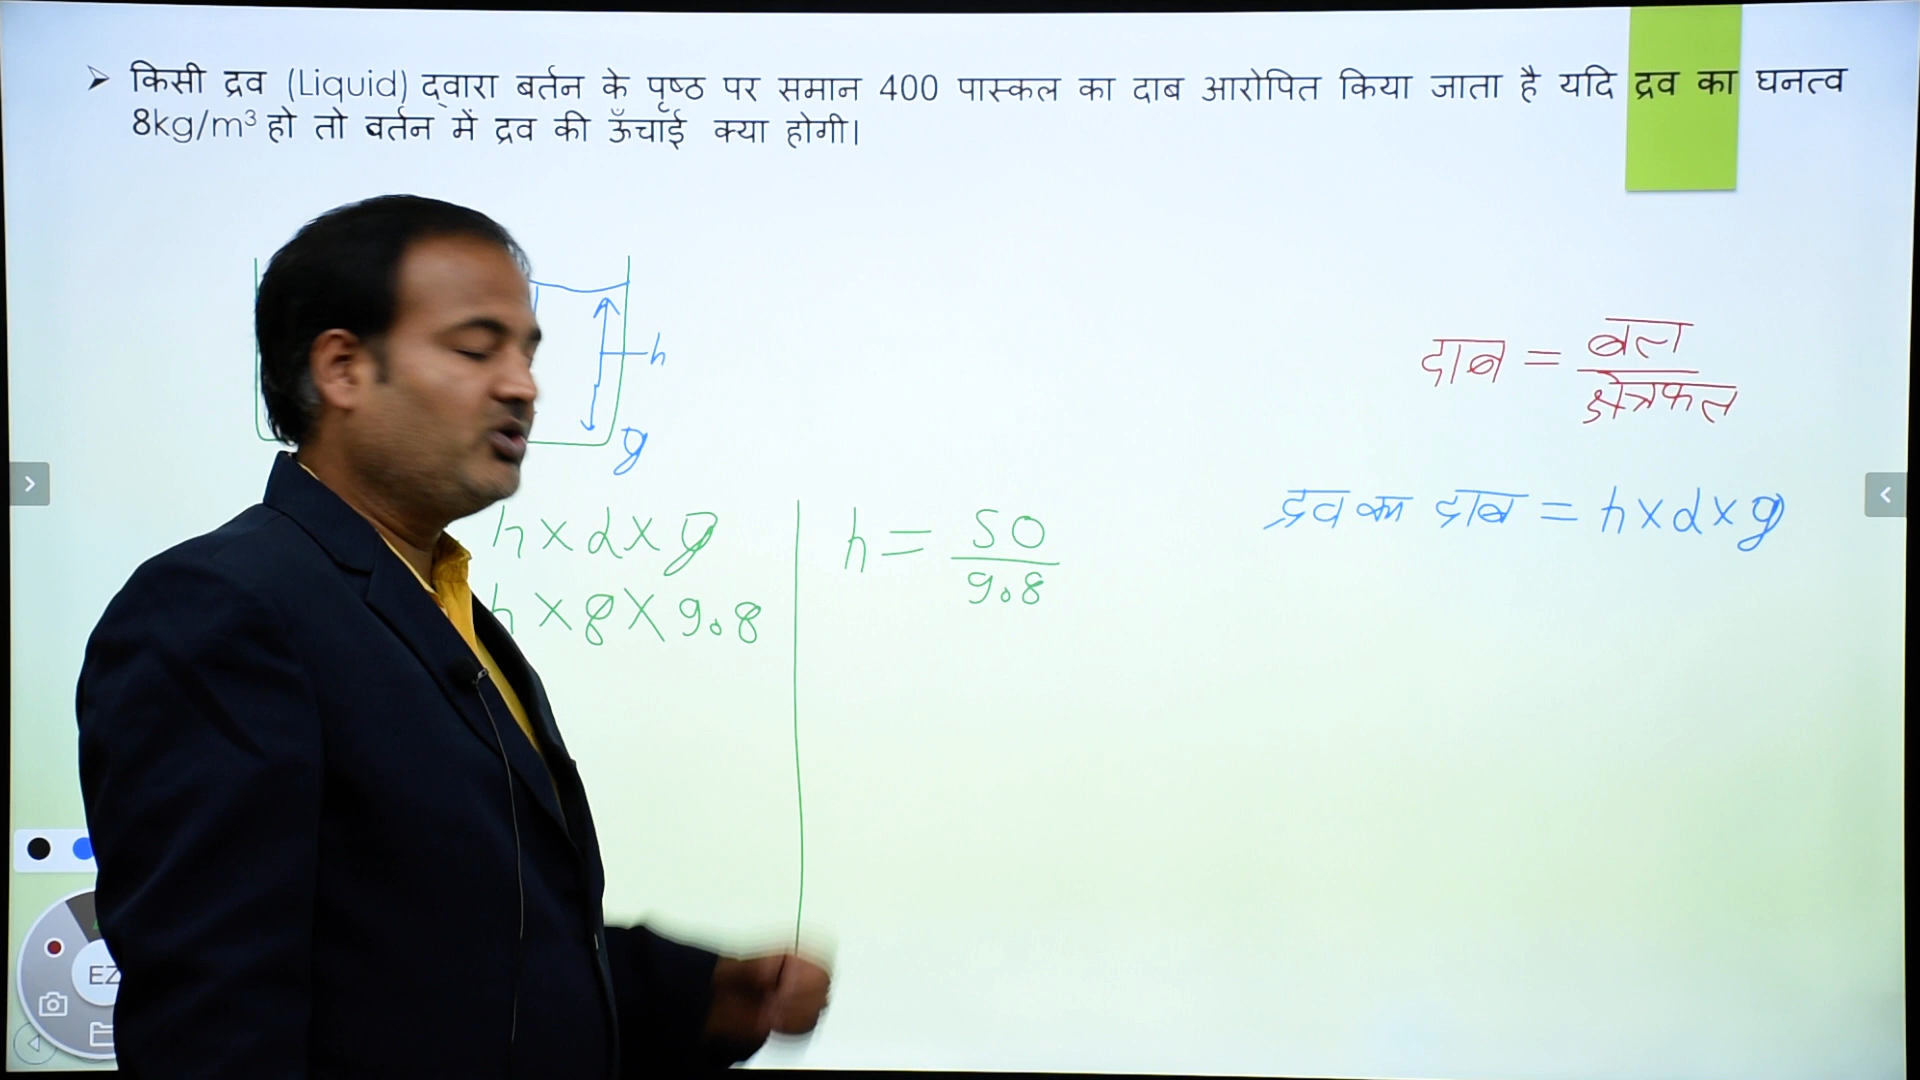 ➤ किसी द्रव (Liquid) द्वारा बर्तन के पृष्ठ पर समान 400 पास्कल का दाब आरोपित किया जाता है यदि द्रव का घनत्व
8kg/m³ हो तो वर्तन में द्रव की ऊँचाँई क्या होगी।
h
g
दाब = बल
क्षेत्रफल
द्रव का दाब = h×d×g
h×d×g
h×8×9.8
h = 50
9.8
EZ